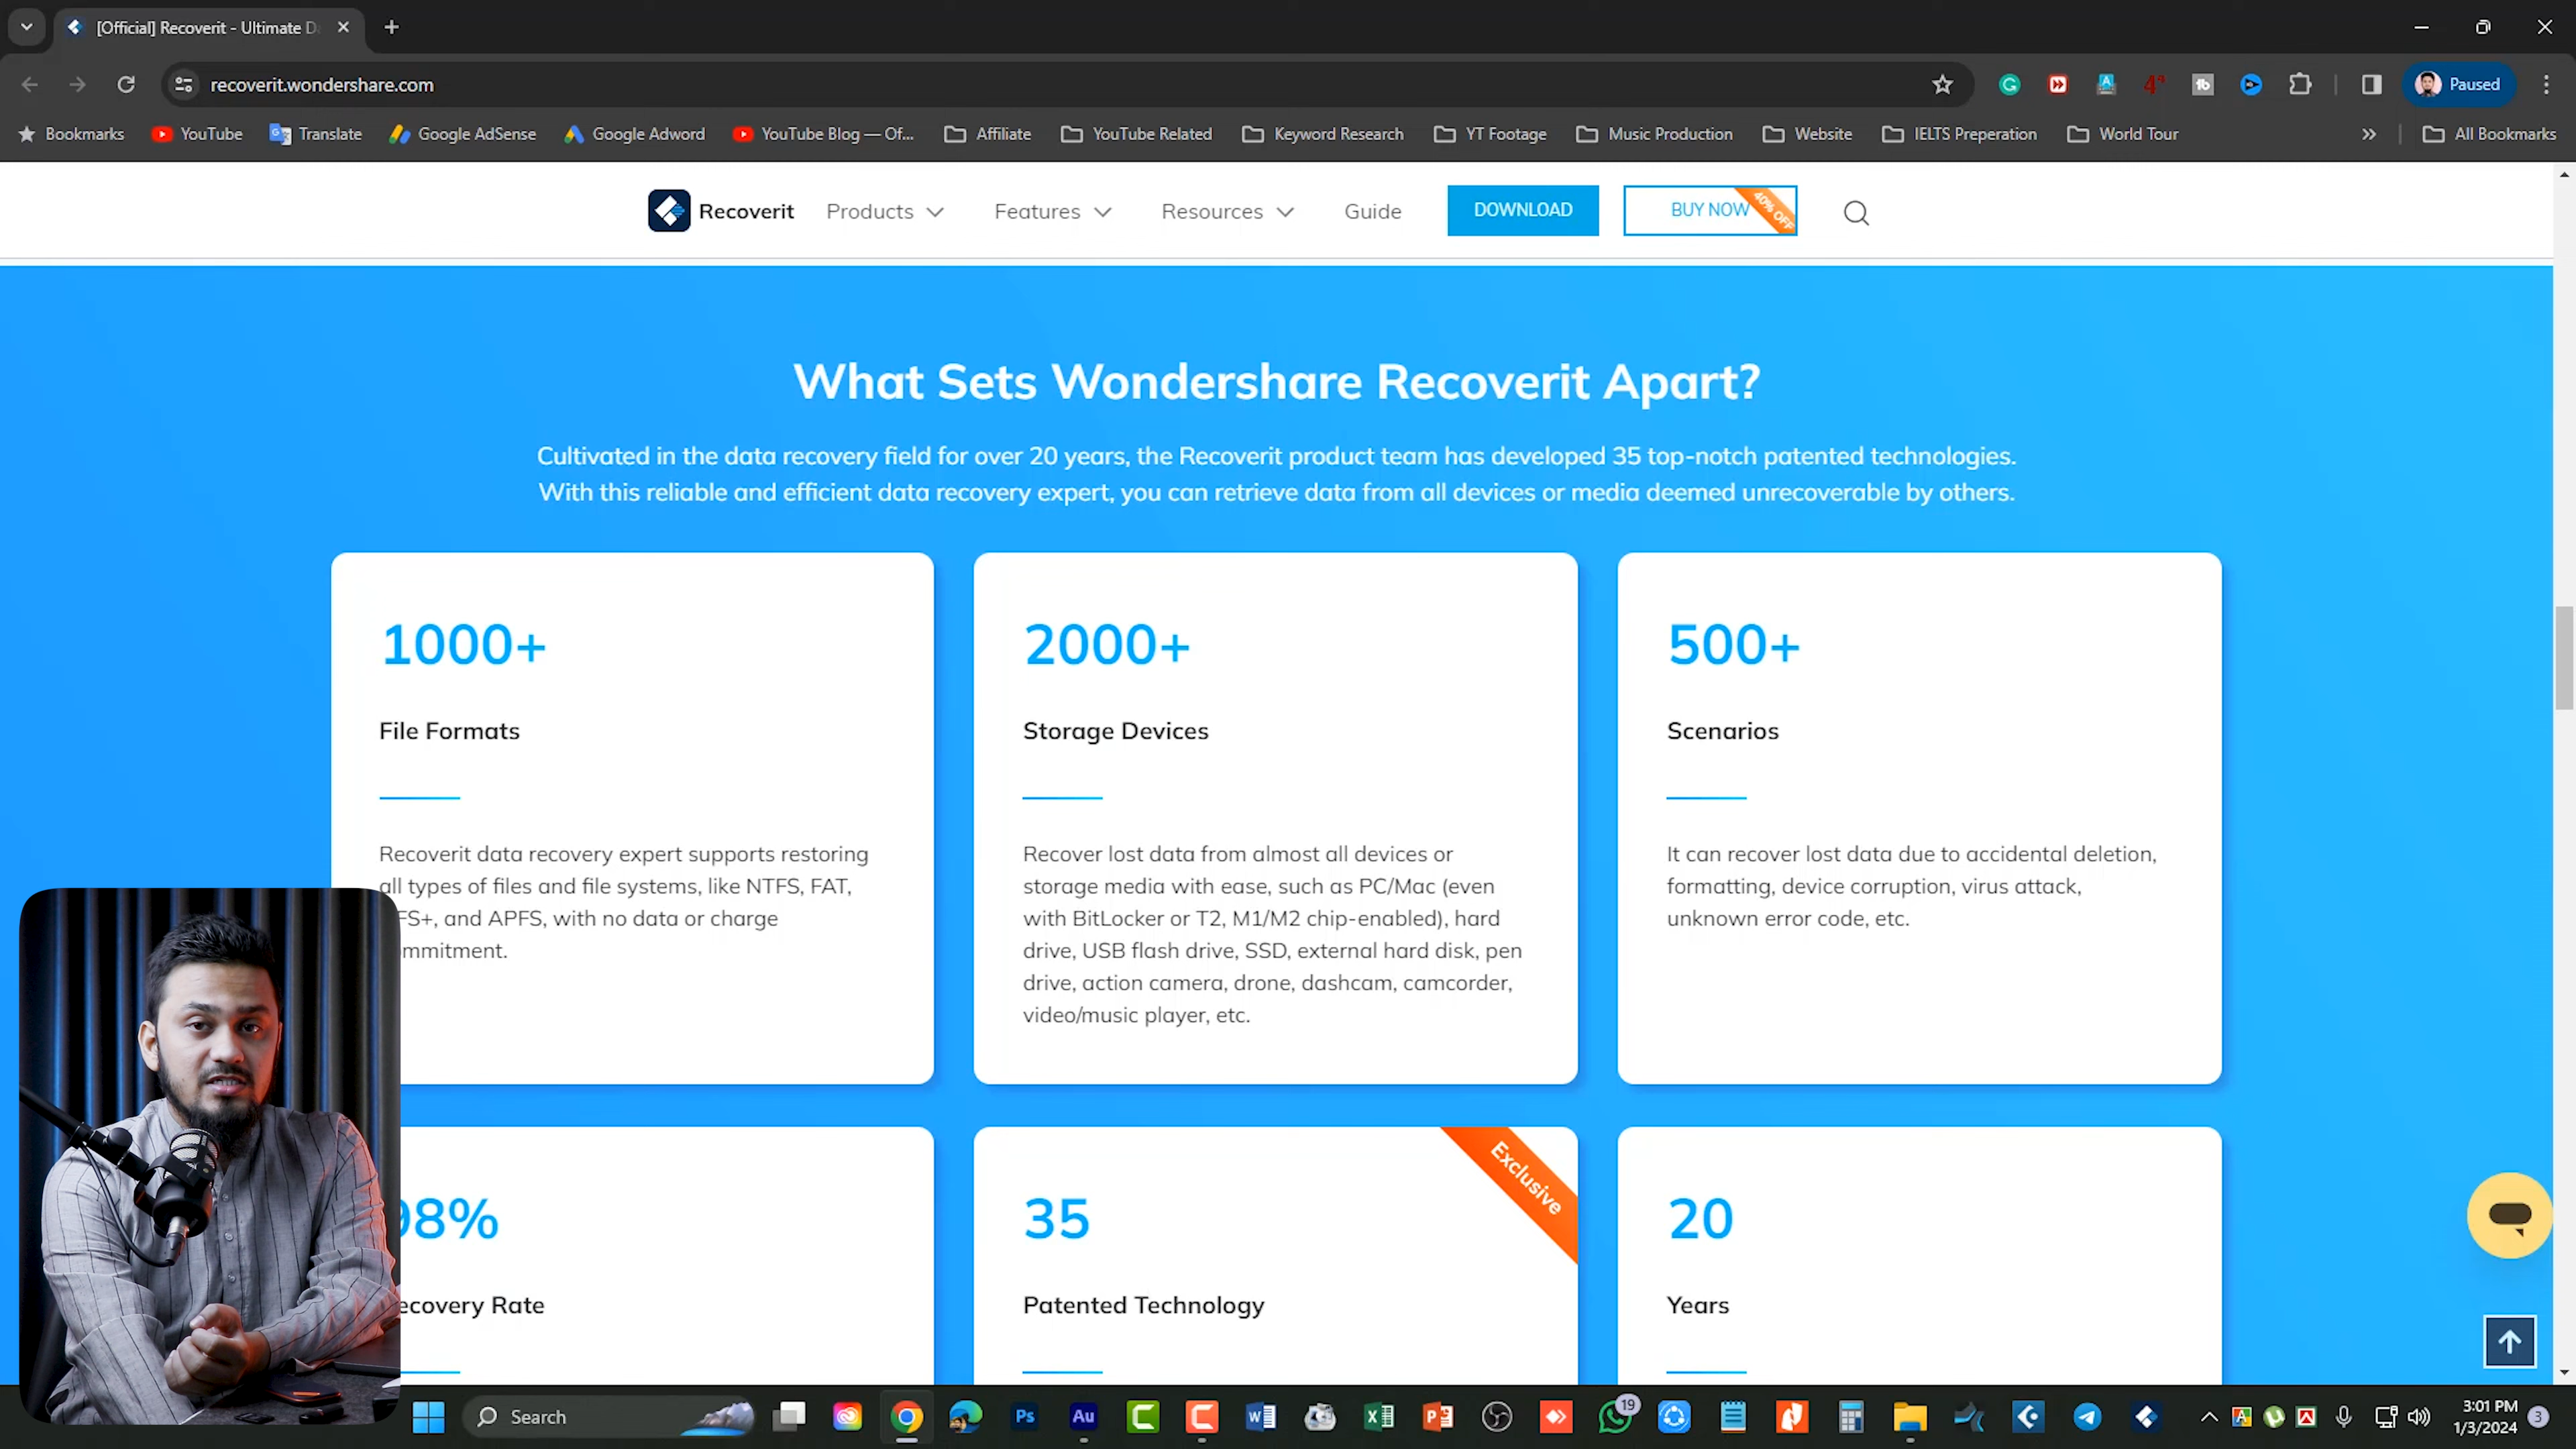 [Official] Recoverit - Ultimate D
recoverit.wondershare.com
Paused
Bookmarks YouTube Translate Google AdSense Google Adword YouTube Blog — Of... Affiliate YouTube Related Keyword Research YT Footage Music Production Website IELTS Preperation World Tour » All Bookmarks
Recoverit Products Features Resources Guide DOWNLOAD BUY NOW 40% OFF
What Sets Wondershare Recoverit Apart?
Cultivated in the data recovery field for over 20 years, the Recoverit product team has developed 35 top-notch patented technologies.
With this reliable and efficient data recovery expert, you can retrieve data from all devices or media deemed unrecoverable by others.
1000+
File Formats
Recoverit data recovery expert supports restoring
all types of files and file systems, like NTFS, FAT,
FS+, and APFS, with no data or charge
mmitment.
2000+
Storage Devices
Recover lost data from almost all devices or
storage media with ease, such as PC/Mac (even
with BitLocker or T2, M1/M2 chip-enabled), hard
drive, USB flash drive, SSD, external hard disk, pen
drive, action camera, drone, dashcam, camcorder,
video/music player, etc.
500+
Scenarios
It can recover lost data due to accidental deletion,
formatting, device corruption, virus attack,
unknown error code, etc.
98%
ecovery Rate
35
Exclusive
Patented Technology
20
Years
Search
Ps
Au
19
3:01 PM
1/3/2024
3